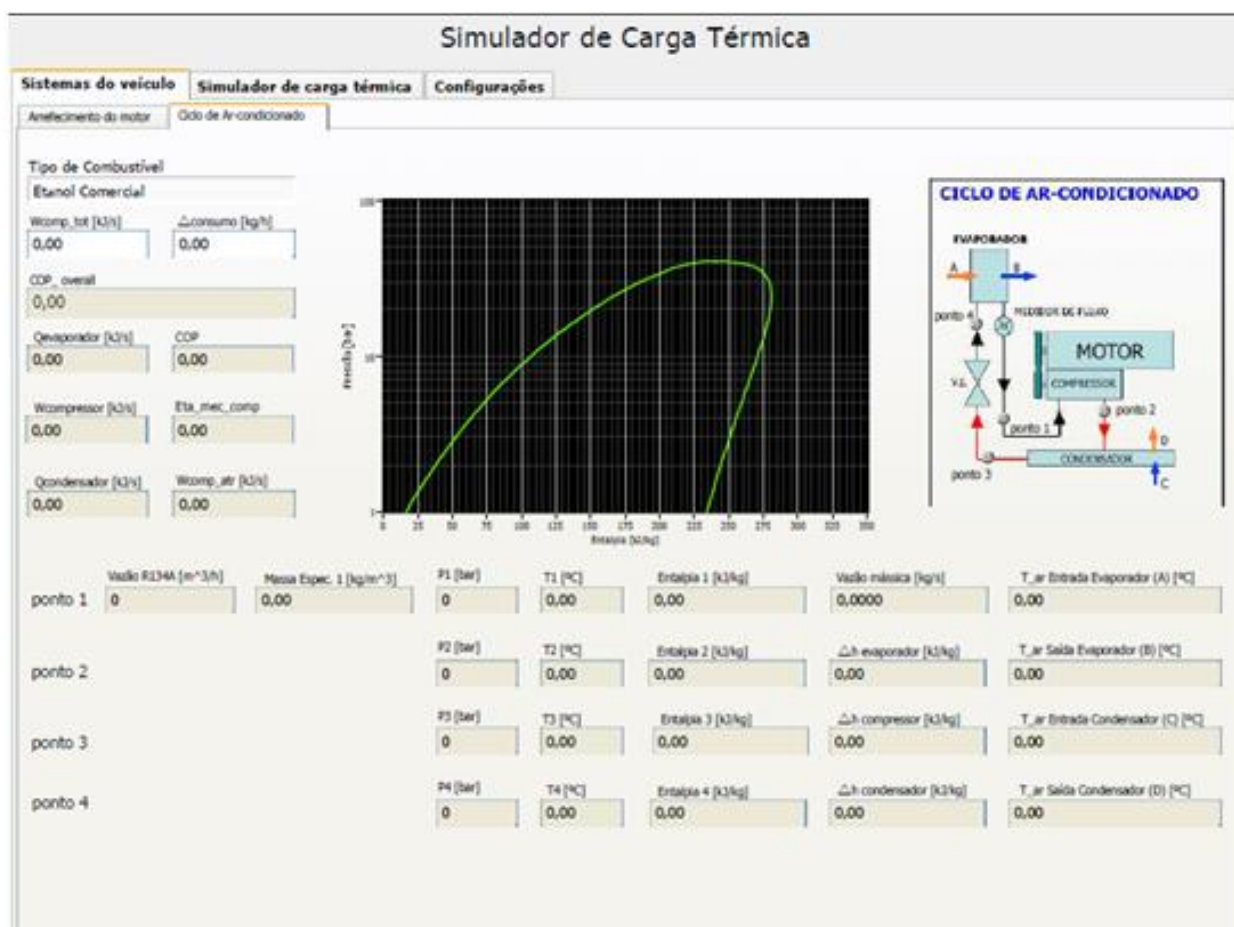 Simulador de Carga Térmica
Sistemas do veículo Simulador de carga térmica Configurações
Arrefecimento do motor Ciclo de Ar-condicionado
Tipo de Combustível
Etanol Comercial
Wcomp_tot [kJ/s] △consumo [kg/h]
0,00 0,00
COP_ overall
0,00
Qevaporador [kJ/s] COP
0,00 0,00
Wcompressor [kJ/s] Eta_mec_comp
0,00 0,00
Qcondensador [kJ/s] Wcomp_atr [kJ/s]
0,00 0,00
100
10
1
Pressão [bar]
0 25 50 75 100 125 150 175 200 225 250 275 300 325 350
Entalpia [kJ/kg]
CICLO DE AR-CONDICIONADO
EVAPORADOR
A B
ponto 4 MEDIDOR DE FLUXO
MOTOR
V.E. COMPRESSOR
ponto 2
ponto 1
D
CONDENSADOR
ponto 3
C
Vazão R134A [m^3/h] Massa Espec. 1 [kg/m^3] P1 [bar] T1 [ºC] Entalpia 1 [kJ/kg] Vazão mássica [kg/s] T_ar Entrada Evaporador (A) [ºC]
ponto 1 0 0,00 0 0,00 0,00 0,0000 0,00
P2 [bar] T2 [ºC] Entalpia 2 [kJ/kg] △h evaporador [kJ/kg] T_ar Saída Evaporador (B) [ºC]
ponto 2 0 0,00 0,00 0,00 0,00
P3 [bar] T3 [ºC] Entalpia 3 [kJ/kg] △h compressor [kJ/kg] T_ar Entrada Condensador (C) [ºC]
ponto 3 0 0,00 0,00 0,00 0,00
P4 [bar] T4 [ºC] Entalpia 4 [kJ/kg] △h condensador [kJ/kg] T_ar Saída Condensador (D) [ºC]
ponto 4 0 0,00 0,00 0,00 0,00